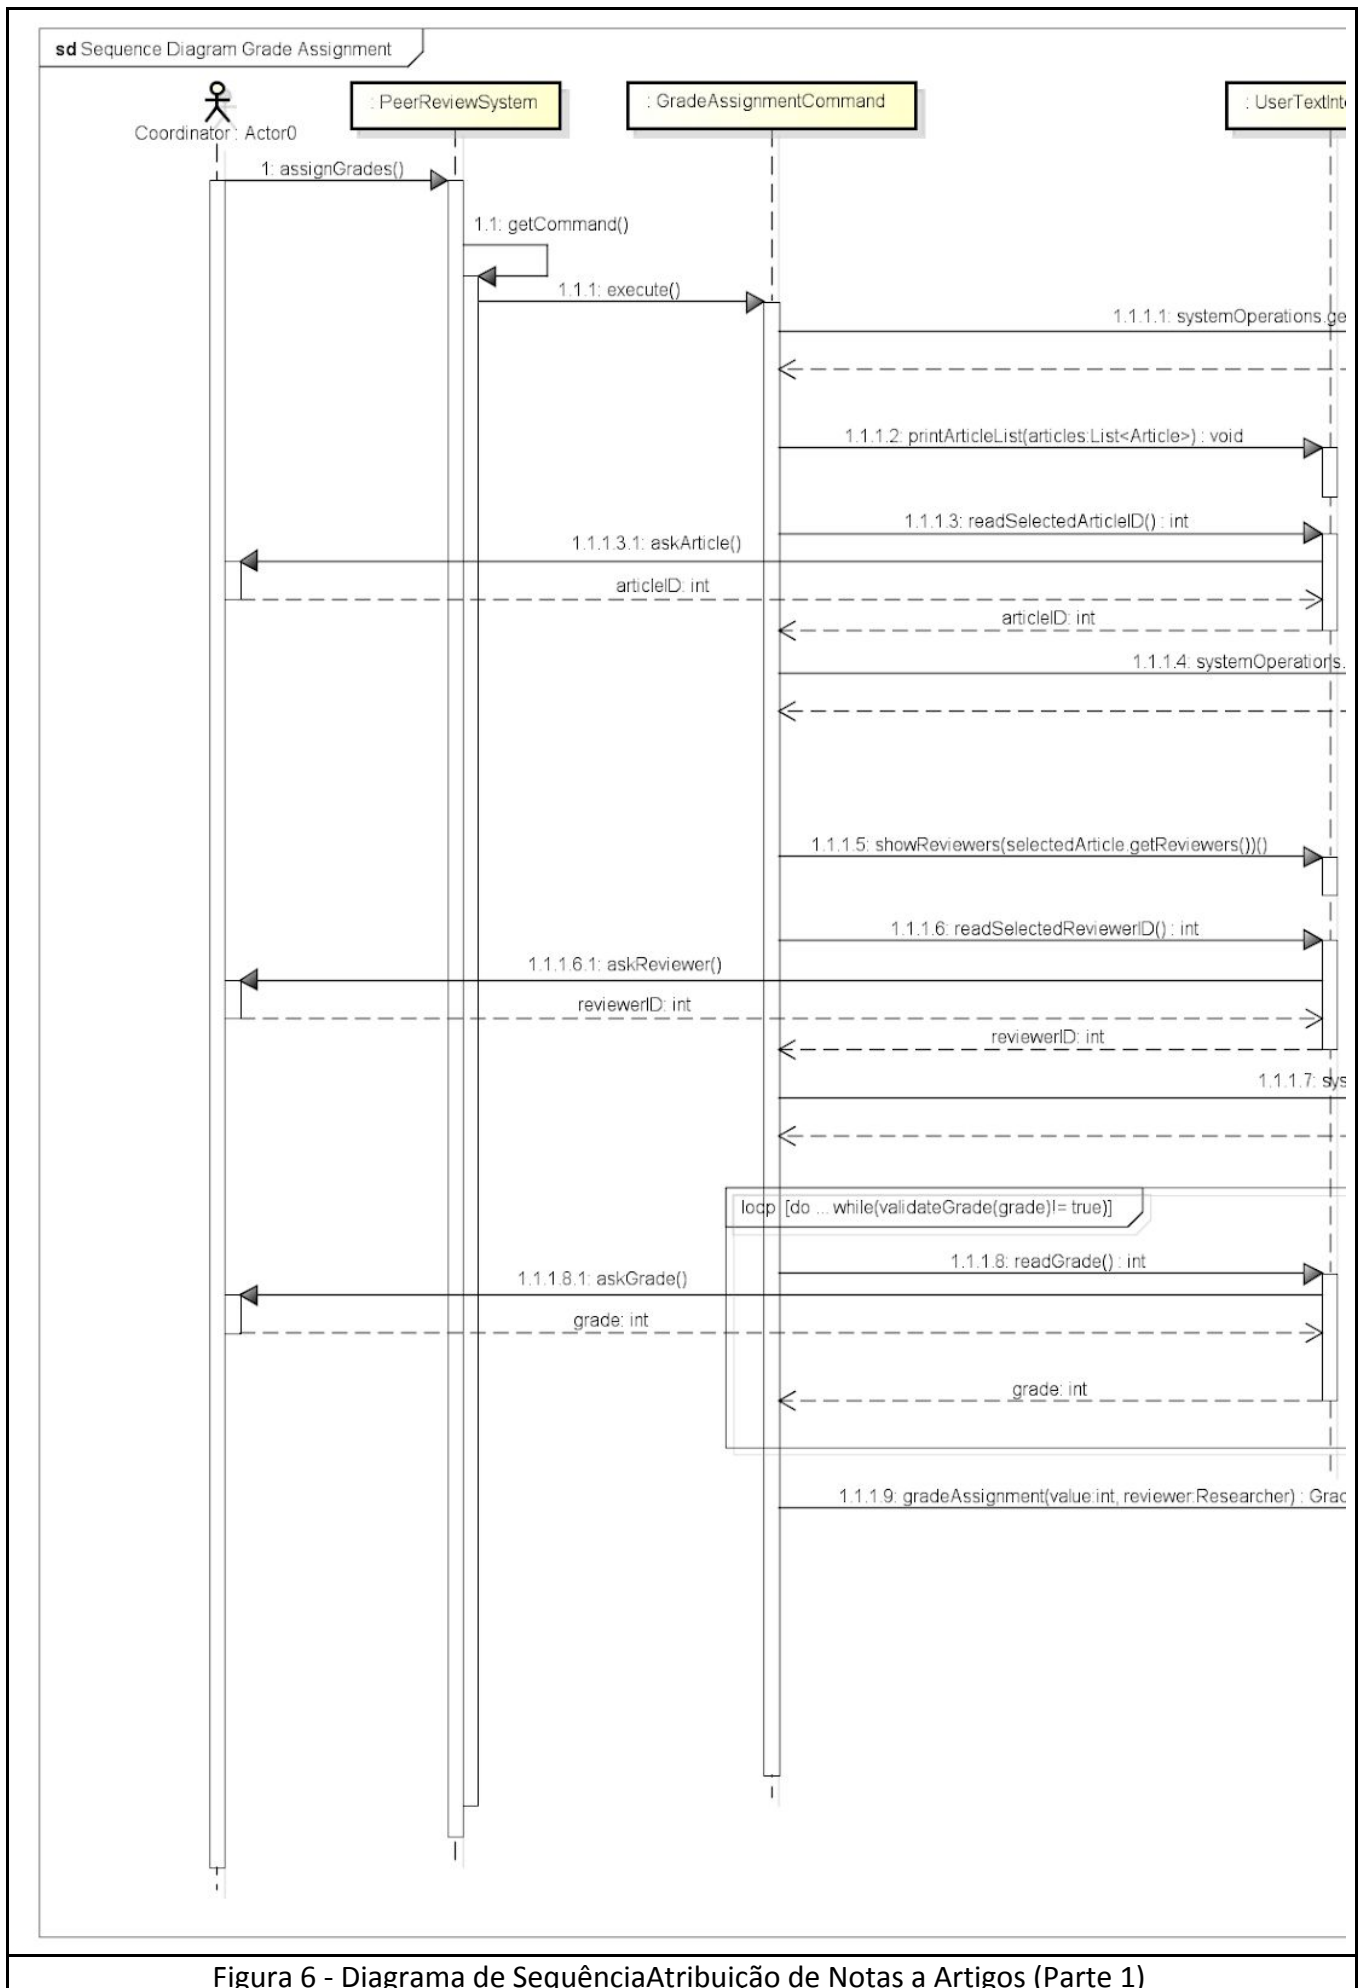 sd Sequence Diagram Grade Assignment
Coordinator : Actor0
: PeerReviewSystem
: GradeAssignmentCommand
: UserTextInt
1: assignGrades()
1.1: getCommand()
1.1.1: execute()
1.1.1.1: systemOperations.ge
1.1.1.2: printArticleList(articles:List<Article>) : void
1.1.1.3: readSelectedArticleID() : int
1.1.1.3.1: askArticle()
articleID: int
articleID: int
1.1.1.4: systemOperations.
1.1.1.5: showReviewers(selectedArticle.getReviewers())()
1.1.1.6: readSelectedReviewerID() : int
1.1.1.6.1: askReviewer()
reviewerID: int
reviewerID: int
1.1.1.7: sys
loop [do ... while(validateGrade(grade)!= true)]
1.1.1.8: readGrade() : int
1.1.1.8.1: askGrade()
grade: int
grade: int
1.1.1.9: gradeAssignment(value:int, reviewer:Researcher) : Grad
Figura 6 - Diagrama de SequênciaAtribuição de Notas a Artigos (Parte 1)